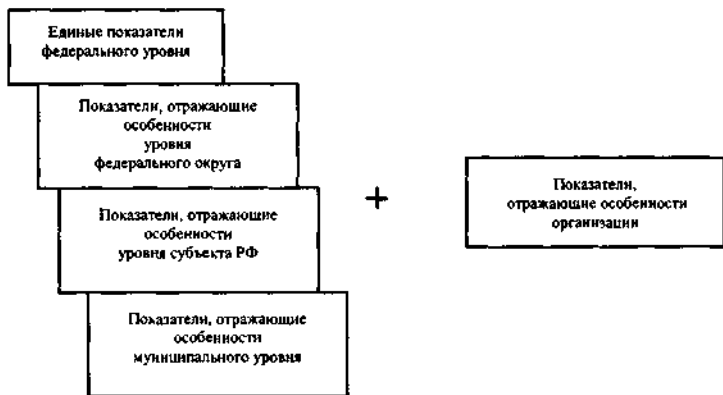 Единые показатели
федерального уровня
Показатели, отражающие
особенности
уровня
федерального округа
Показатели, отражающие
особенности
уровня субъекта РФ
Показатели, отражающие
особенности
муниципального уровня
+
Показатели,
отражающие особенности
организации